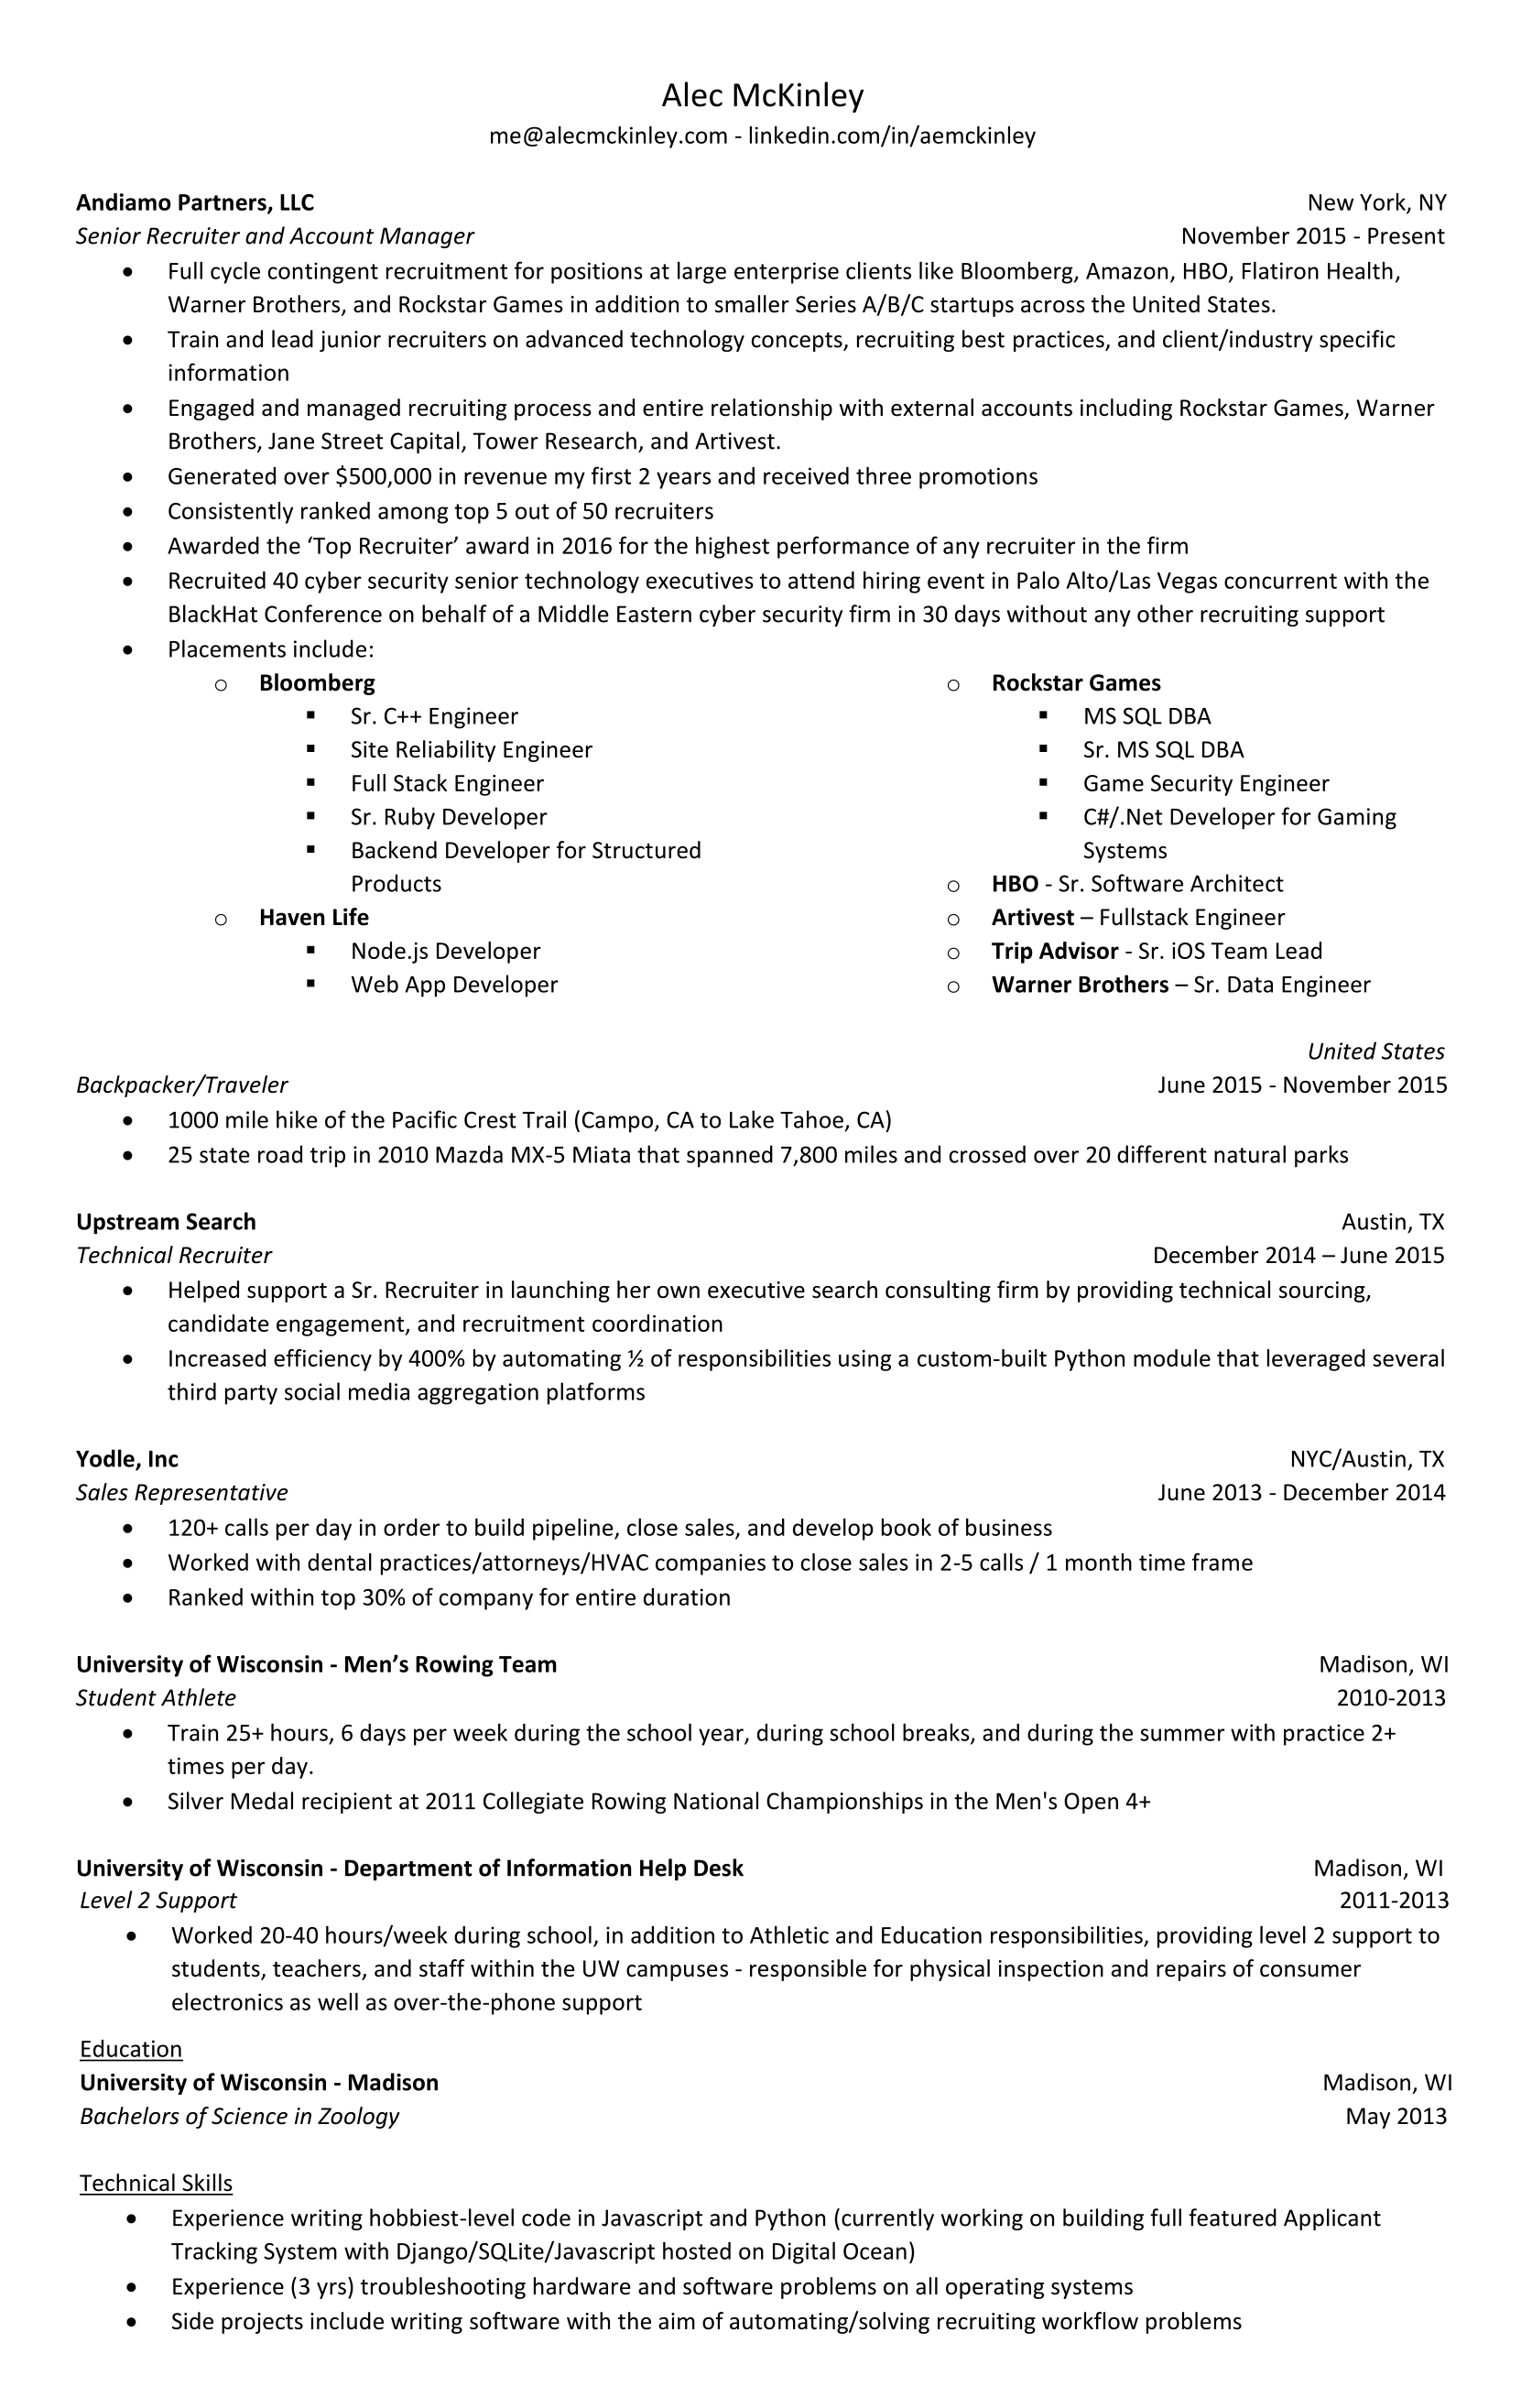 Alec McKinley
me@alecmckinley.com - linkedin.com/in/aemckinley
Andiamo Partners, LLC New York, NY
Senior Recruiter and Account Manager November 2015 - Present
• Full cycle contingent recruitment for positions at large enterprise clients like Bloomberg, Amazon, HBO, Flatiron Health,
Warner Brothers, and Rockstar Games in addition to smaller Series A/B/C startups across the United States.
• Train and lead junior recruiters on advanced technology concepts, recruiting best practices, and client/industry specific
information
• Engaged and managed recruiting process and entire relationship with external accounts including Rockstar Games, Warner
Brothers, Jane Street Capital, Tower Research, and Artivest.
• Generated over $500,000 in revenue my first 2 years and received three promotions
• Consistently ranked among top 5 out of 50 recruiters
• Awarded the ‘Top Recruiter’ award in 2016 for the highest performance of any recruiter in the firm
• Recruited 40 cyber security senior technology executives to attend hiring event in Palo Alto/Las Vegas concurrent with the
BlackHat Conference on behalf of a Middle Eastern cyber security firm in 30 days without any other recruiting support
• Placements include:
o Bloomberg
▪ Sr. C++ Engineer
▪ Site Reliability Engineer
▪ Full Stack Engineer
▪ Sr. Ruby Developer
▪ Backend Developer for Structured
Products
o Haven Life
▪ Node.js Developer
▪ Web App Developer
o Rockstar Games
▪ MS SQL DBA
▪ Sr. MS SQL DBA
▪ Game Security Engineer
▪ C#/.Net Developer for Gaming
Systems
o HBO - Sr. Software Architect
o Artivest – Fullstack Engineer
o Trip Advisor - Sr. iOS Team Lead
o Warner Brothers – Sr. Data Engineer
United States
Backpacker/Traveler June 2015 - November 2015
• 1000 mile hike of the Pacific Crest Trail (Campo, CA to Lake Tahoe, CA)
• 25 state road trip in 2010 Mazda MX-5 Miata that spanned 7,800 miles and crossed over 20 different natural parks
Upstream Search Austin, TX
Technical Recruiter December 2014 – June 2015
• Helped support a Sr. Recruiter in launching her own executive search consulting firm by providing technical sourcing,
candidate engagement, and recruitment coordination
• Increased efficiency by 400% by automating ½ of responsibilities using a custom-built Python module that leveraged several
third party social media aggregation platforms
Yodle, Inc NYC/Austin, TX
Sales Representative June 2013 - December 2014
• 120+ calls per day in order to build pipeline, close sales, and develop book of business
• Worked with dental practices/attorneys/HVAC companies to close sales in 2-5 calls / 1 month time frame
• Ranked within top 30% of company for entire duration
University of Wisconsin - Men’s Rowing Team Madison, WI
Student Athlete 2010-2013
• Train 25+ hours, 6 days per week during the school year, during school breaks, and during the summer with practice 2+
times per day.
• Silver Medal recipient at 2011 Collegiate Rowing National Championships in the Men's Open 4+
University of Wisconsin - Department of Information Help Desk Madison, WI
Level 2 Support 2011-2013
• Worked 20-40 hours/week during school, in addition to Athletic and Education responsibilities, providing level 2 support to
students, teachers, and staff within the UW campuses - responsible for physical inspection and repairs of consumer
electronics as well as over-the-phone support
Education
University of Wisconsin - Madison Madison, WI
Bachelors of Science in Zoology May 2013
Technical Skills
• Experience writing hobbiest-level code in Javascript and Python (currently working on building full featured Applicant
Tracking System with Django/SQLite/Javascript hosted on Digital Ocean)
• Experience (3 yrs) troubleshooting hardware and software problems on all operating systems
• Side projects include writing software with the aim of automating/solving recruiting workflow problems